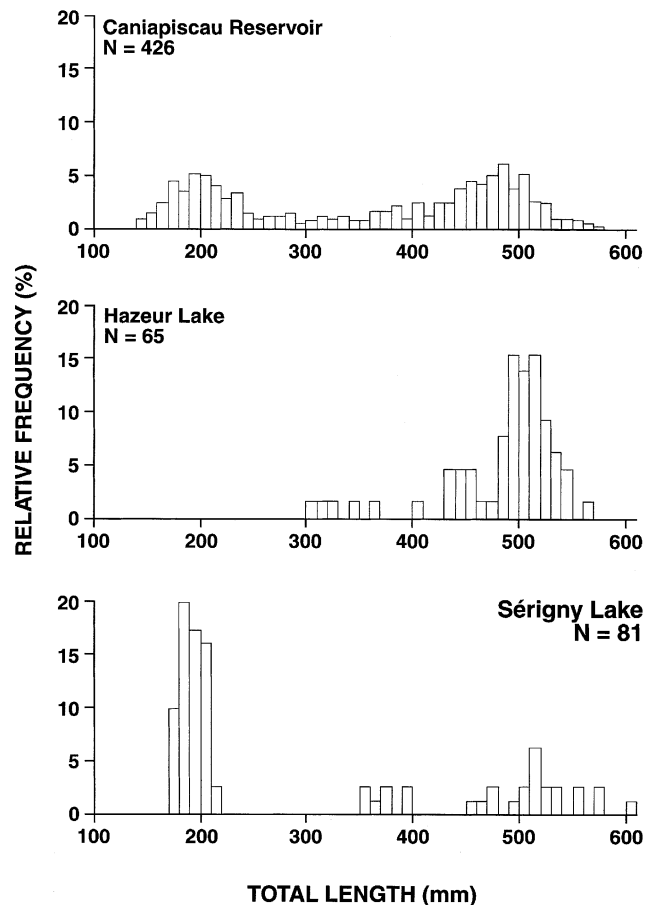 Caniapiscau Reservoir
N = 426
20
15
10
5
0
100 200 300 400 500 600
Hazeur Lake
N = 65
20
15
10
5
0
100 200 300 400 500 600
Sérigny Lake
N = 81
20
15
10
5
0
100 200 300 400 500 600
RELATIVE FREQUENCY (%)
TOTAL LENGTH (mm)